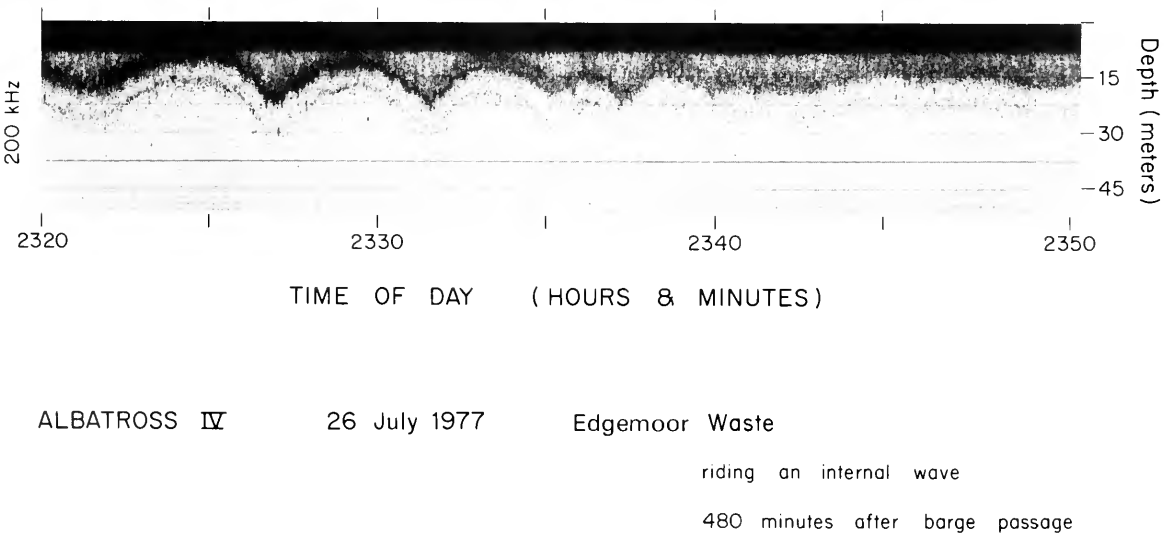 200 kHz
15
30
45
Depth (meters)
2320 2330 2340 2350
TIME OF DAY (HOURS & MINUTES)
ALBATROSS IV 26 July 1977 Edgemoor Waste
riding an internal wave
480 minutes after barge passage